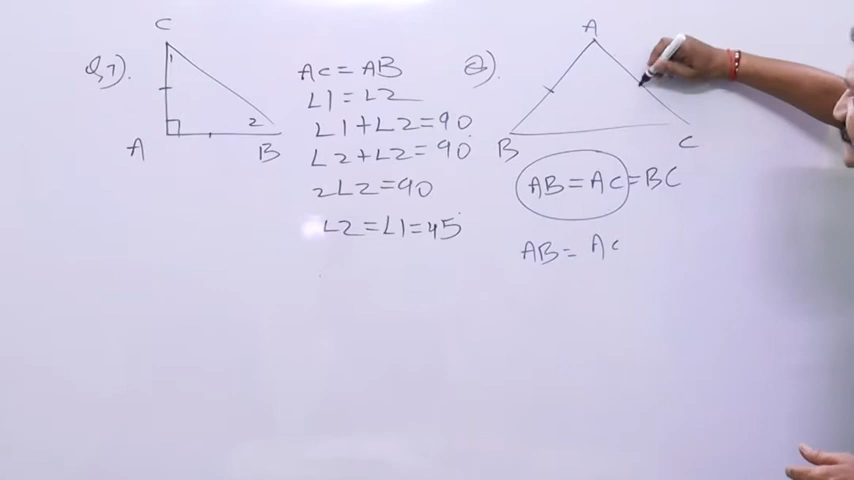 Q7).
C
1
A
2
B
AC = AB
∠1 = ∠2
∠1 + ∠2 = 90
∠2 + ∠2 = 90
2∠2 = 90
∠2 = ∠1 = 45°
A
B
C
AB = AC = BC
AB = AC